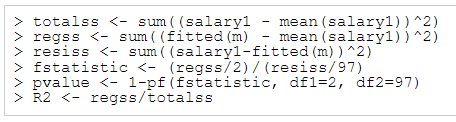 > totalss <- sum((salary1 - mean(salary1))^2)
> regss <- sum((fitted(m) - mean(salary1))^2)
> resiss <- sum((salary1-fitted(m))^2)
> fstatistic <- (regss/2)/(resiss/97)
> pvalue <- 1-pf(fstatistic, df1=2, df2=97)
> R2 <- regss/totalss